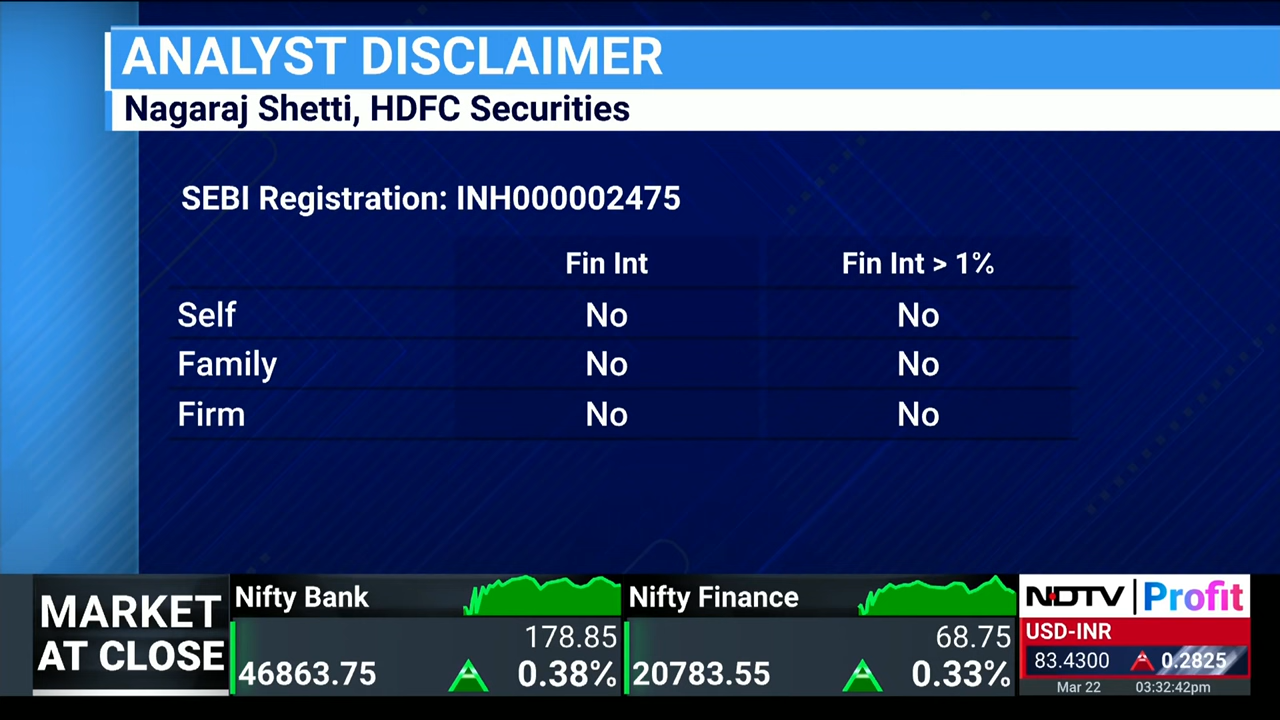 ANALYST DISCLAIMER
Nagaraj Shetti, HDFC Securities
SEBI Registration: INH000002475
Fin Int Fin Int > 1%
Self No No
Family No No
Firm No No
MARKET
AT CLOSE
Nifty Bank
178.85
46863.75 0.38%
Nifty Finance
68.75
20783.55 0.33%
NDTV Profit
USD-INR
83.4300 0.2825
Mar 22 03:32:42pm